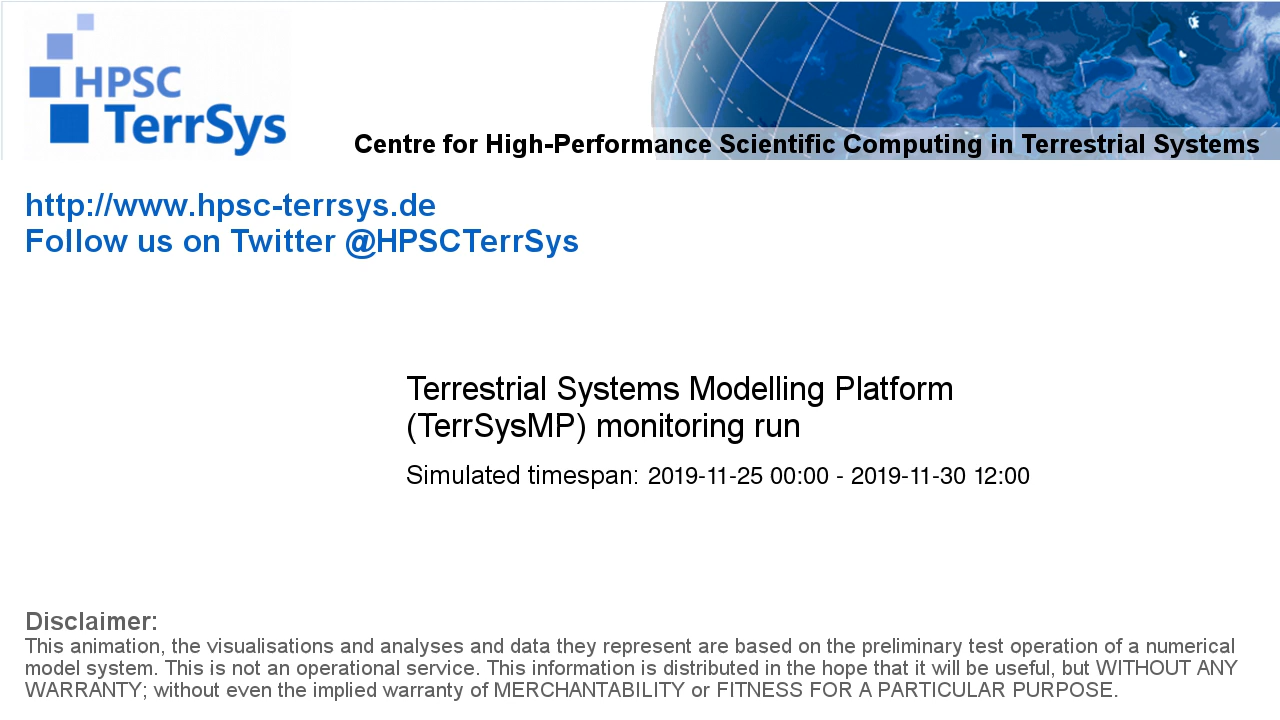 HPSC
TerrSys
Centre for High-Performance Scientific Computing in Terrestrial Systems
http://www.hpsc-terrsys.de
Follow us on Twitter @HPSCTerrSys
Terrestrial Systems Modelling Platform
(TerrSysMP) monitoring run
Simulated timespan: 2019-11-25 00:00 - 2019-11-30 12:00
Disclaimer:
This animation, the visualisations and analyses and data they represent are based on the preliminary test operation of a numerical
model system. This is not an operational service. This information is distributed in the hope that it will be useful, but WITHOUT ANY
WARRANTY; without even the implied warranty of MERCHANTABILITY or FITNESS FOR A PARTICULAR PURPOSE.